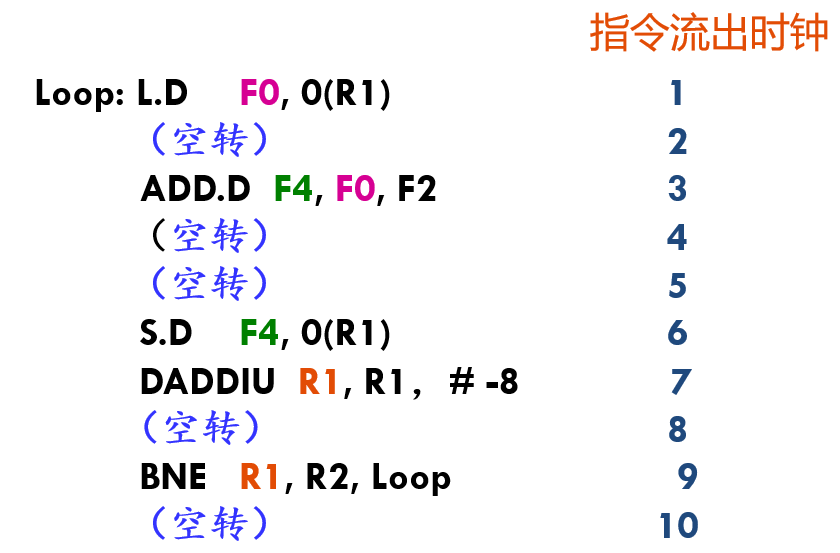 指令流出时钟
Loop: L.D F0, 0(R1) 1
（空转） 2
ADD.D F4, F0, F2 3
（空转） 4
（空转） 5
S.D F4, 0(R1) 6
DADDIU R1, R1，# -8 7
（空转） 8
BNE R1, R2, Loop 9
（空转） 10